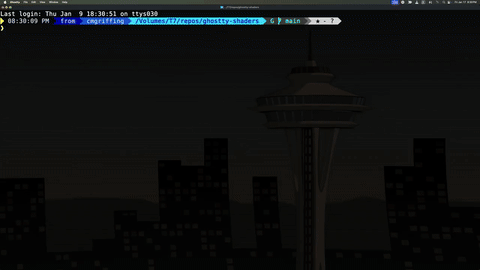 Last login: Thu Jan  9 18:30:51 on ttys030
08:30:09 PM from cmgriffing /Volumes/T7/repos/ghostty-shaders G main ★ - ?
❯